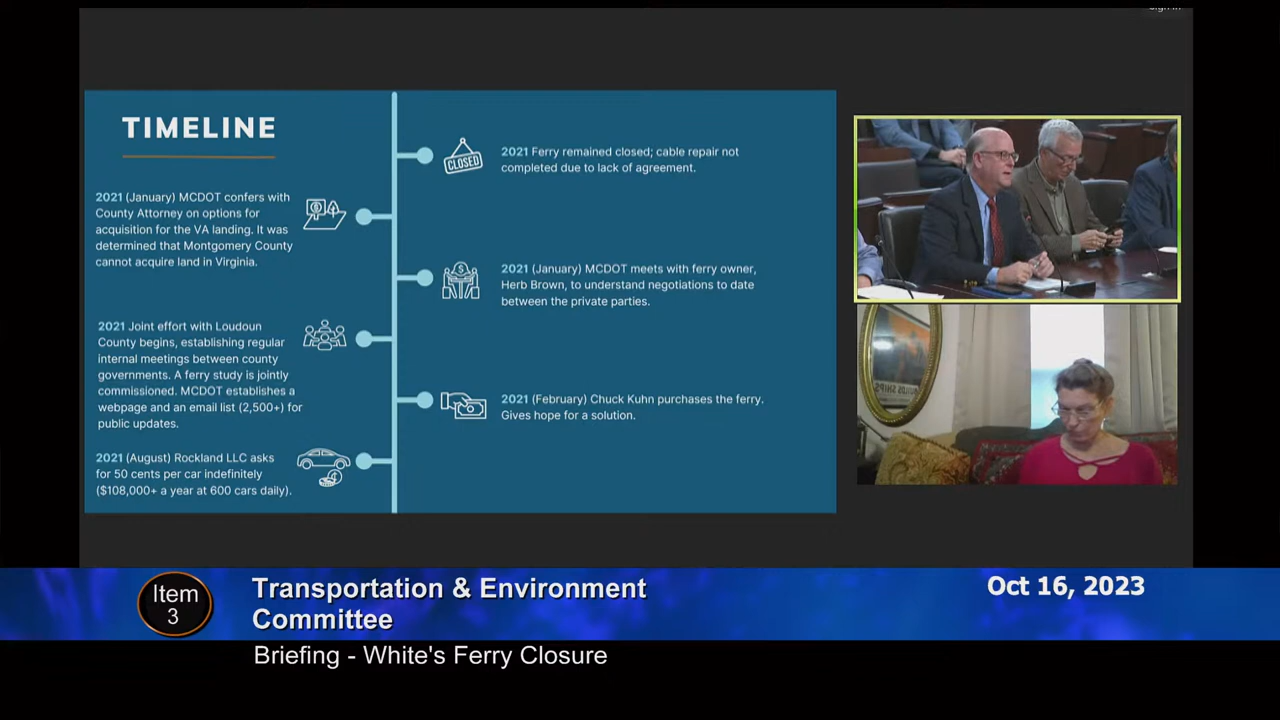 Sign In
TIMELINE
2021 (January) MCDOT confers with
County Attorney on options for
acquisition for the VA landing. It was
determined that Montgomery County
cannot acquire land in Virginia.
2021 Joint effort with Loudoun
County begins, establishing regular
internal meetings between county
governments. A ferry study is jointly
commissioned. MCDOT establishes a
webpage and an email list (2,500+) for
public updates.
2021 (August) Rockland LLC asks
for 50 cents per car indefinitely
($108,000+ a year at 600 cars daily).
CLOSED
2021 Ferry remained closed; cable repair not
completed due to lack of agreement.
2021 (January) MCDOT meets with ferry owner,
Herb Brown, to understand negotiations to date
between the private parties.
2021 (February) Chuck Kuhn purchases the ferry.
Gives hope for a solution.
Item
3
Transportation & Environment
Committee
Oct 16, 2023
Briefing - White's Ferry Closure